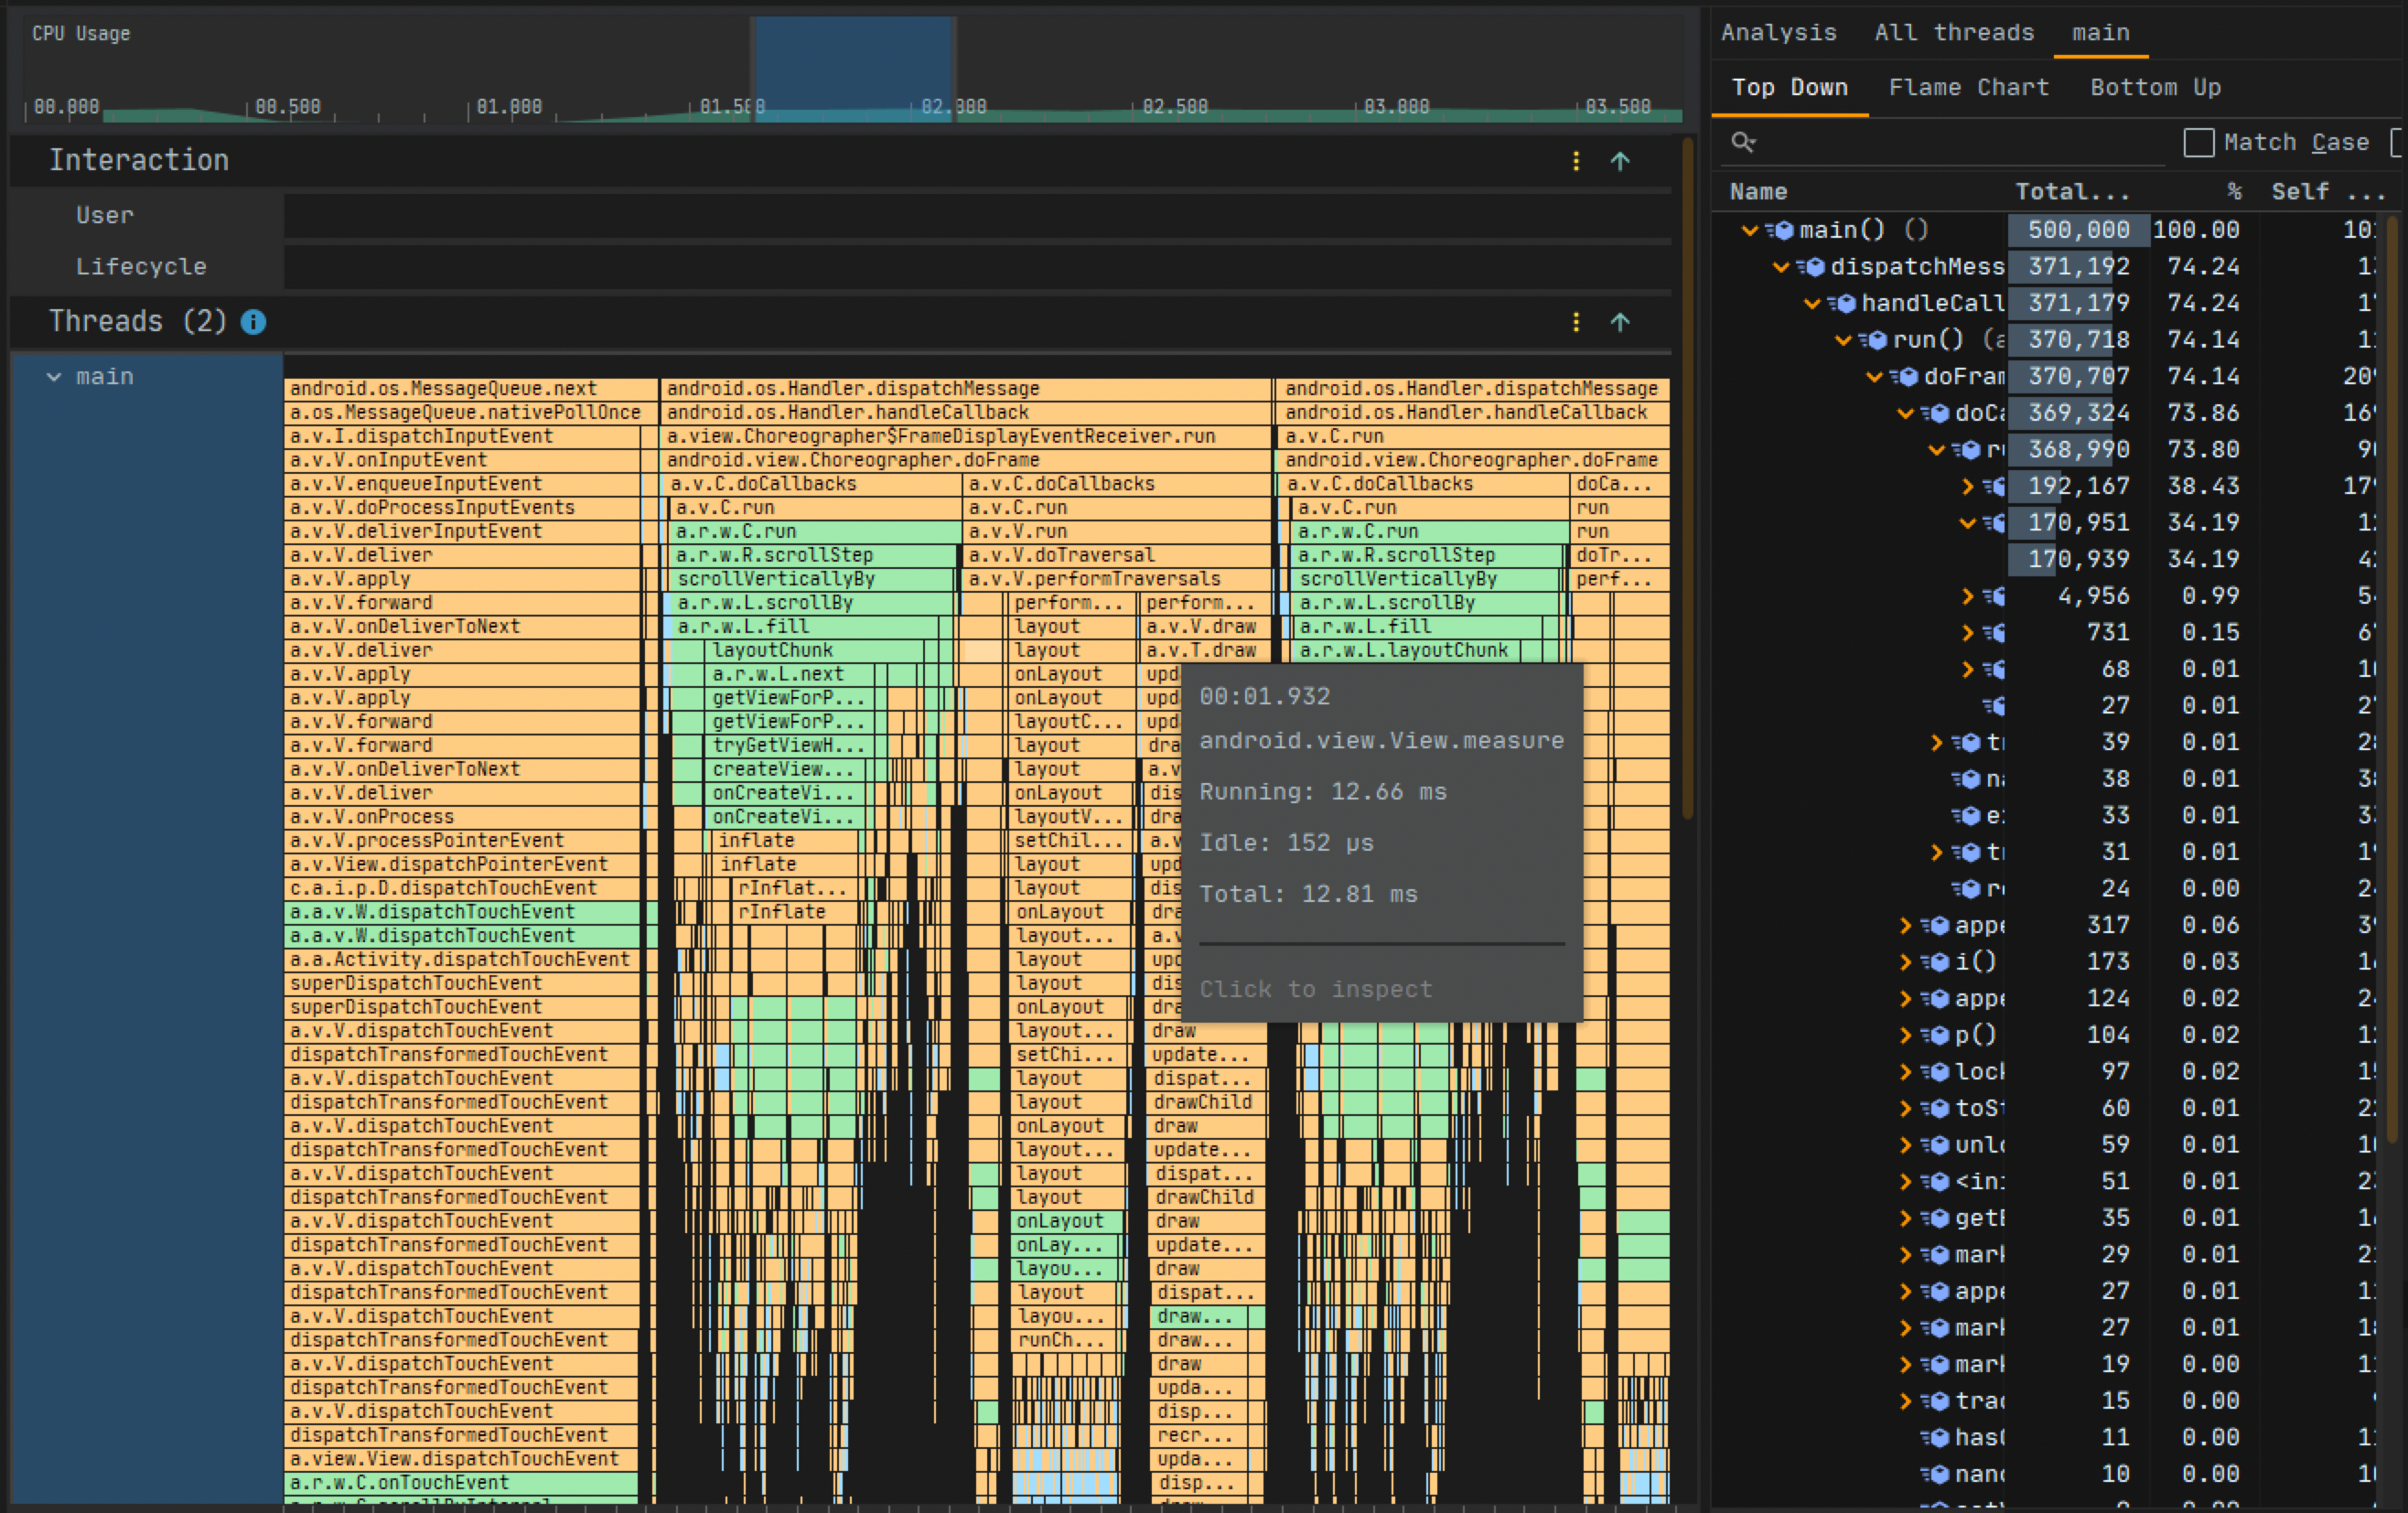 CPU Usage
00.000 00.500 01.000 01.500 02.000 02.500 03.000 03.500
Interaction
User
Lifecycle
Threads (2)
main
android.os.MessageQueue.next android.os.Handler.dispatchMessage android.os.Handler.dispatchMessage
a.os.MessageQueue.nativePollOnce android.os.Handler.handleCallback android.os.Handler.handleCallback
a.v.I.dispatchInputEvent a.view.Choreographer$FrameDisplayEventReceiver.run a.v.C.run
a.v.V.onInputEvent android.view.Choreographer.doFrame android.view.Choreographer.doFrame
a.v.V.enqueueInputEvent a.v.C.doCallbacks a.v.C.doCallbacks a.v.C.doCallbacks doCa...
a.v.V.doProcessInputEvents a.v.C.run a.v.C.run a.v.C.run run
a.v.V.deliverInputEvent a.r.w.C.run a.v.V.run a.r.w.C.run run
a.v.V.deliver a.r.w.R.scrollStep a.v.V.doTraversal a.r.w.R.scrollStep doTr...
a.v.V.apply scrollVerticallyBy a.v.V.performTraversals scrollVerticallyBy perf...
a.v.V.forward a.r.w.L.scrollBy perform... perform... a.r.w.L.scrollBy
a.v.V.onDeliverToNext a.r.w.L.fill layout a.v.V.draw a.r.w.L.fill
a.v.V.deliver layoutChunk layout a.v.T.draw a.r.w.L.layoutChunk
a.v.V.apply a.r.w.L.next onLayout upd
a.v.V.apply getViewForP... onLayout upd
a.v.V.forward getViewForP... layoutC... upd
a.v.V.forward tryGetViewH... layout dra
a.v.V.onDeliverToNext createView... layout a.v
a.v.V.deliver onCreateVi... onLayout dis
a.v.V.onProcess onCreateVi... layoutV... dra
a.v.V.processPointerEvent inflate setChil... a.v
a.v.View.dispatchPointerEvent inflate layout upd
c.a.i.p.D.dispatchTouchEvent rInflat... layout dis
a.a.v.W.dispatchTouchEvent rInflate onLayout dra
a.a.v.W.dispatchTouchEvent layout... a.v
a.a.Activity.dispatchTouchEvent layout upd
superDispatchTouchEvent layout dis
superDispatchTouchEvent onLayout dra
a.v.V.dispatchTouchEvent layout... draw
dispatchTransformedTouchEvent setChi... update...
a.v.V.dispatchTouchEvent layout dispat...
dispatchTransformedTouchEvent layout drawChild
a.v.V.dispatchTouchEvent onLayout draw
dispatchTransformedTouchEvent layout... update...
a.v.V.dispatchTouchEvent layout dispat...
dispatchTransformedTouchEvent layout drawChild
a.v.V.dispatchTouchEvent onLayout draw
dispatchTransformedTouchEvent onLay... update...
a.v.V.dispatchTouchEvent layou... draw
dispatchTransformedTouchEvent layout dispat...
a.v.V.dispatchTouchEvent layou... draw...
dispatchTransformedTouchEvent runCh... draw...
a.v.V.dispatchTouchEvent draw
dispatchTransformedTouchEvent upda...
a.v.V.dispatchTouchEvent disp...
dispatchTransformedTouchEvent recr...
a.view.View.dispatchTouchEvent upda...
a.r.w.C.onTouchEvent disp...
00:01.932
android.view.View.measure
Running: 12.66 ms
Idle: 152 μs
Total: 12.81 ms
Click to inspect
Analysis All threads main
Top Down Flame Chart Bottom Up
Match Case
Name Total... % Self ...
main() () 500,000 100.00 10
dispatchMess 371,192 74.24 1
handleCall 371,179 74.24 1
run() (a 370,718 74.14 1
doFram 370,707 74.14 20
doCa 369,324 73.86 16
r 368,990 73.80 9
192,167 38.43 17
170,951 34.19 1
170,939 34.19 4
4,956 0.99 5
731 0.15 6
68 0.01 1
27 0.01 2
t 39 0.01 2
na 38 0.01 3
e 33 0.01 3
t 31 0.01 1
r 24 0.00 2
appe 317 0.06 3
i() 173 0.03 1
appe 124 0.02 2
p() 104 0.02 1
lock 97 0.02 1
toSt 60 0.01 2
unlo 59 0.01 1
<ini 51 0.01 2
getE 35 0.01 1
mark 29 0.01 2
appe 27 0.01 1
mark 27 0.01 1
mark 19 0.00 1
trac 15 0.00
has 11 0.00 1
nano 10 0.00 1